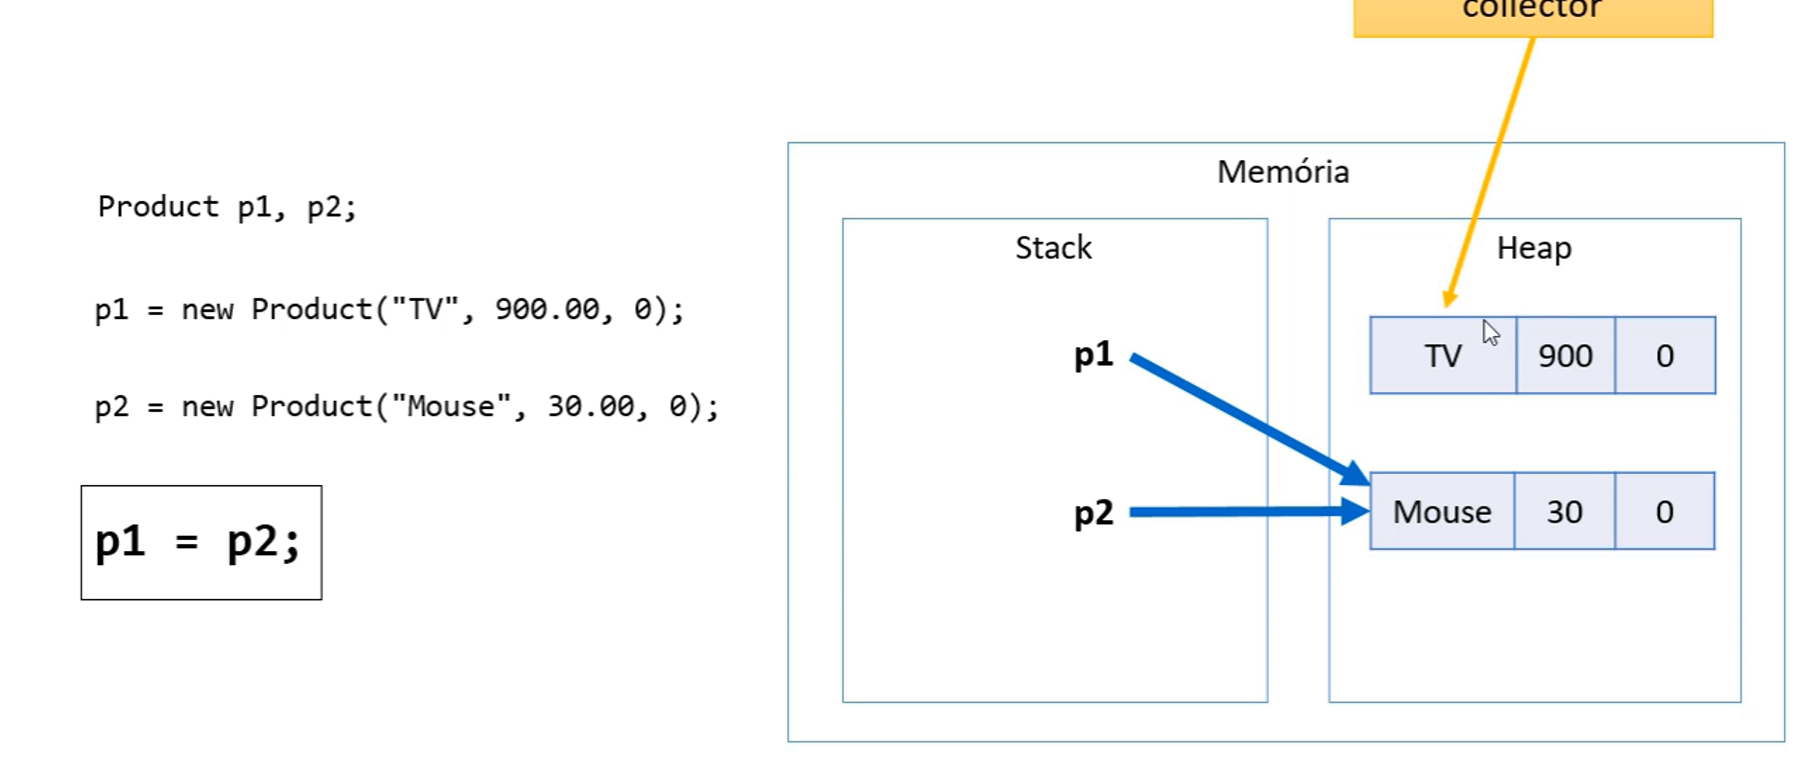 collector
Memória
Product p1, p2;
Stack
Heap
p1 = new Product("TV", 900.00, 0);
p1
TV
900
0
p2 = new Product("Mouse", 30.00, 0);
p2
Mouse
30
0
p1 = p2;